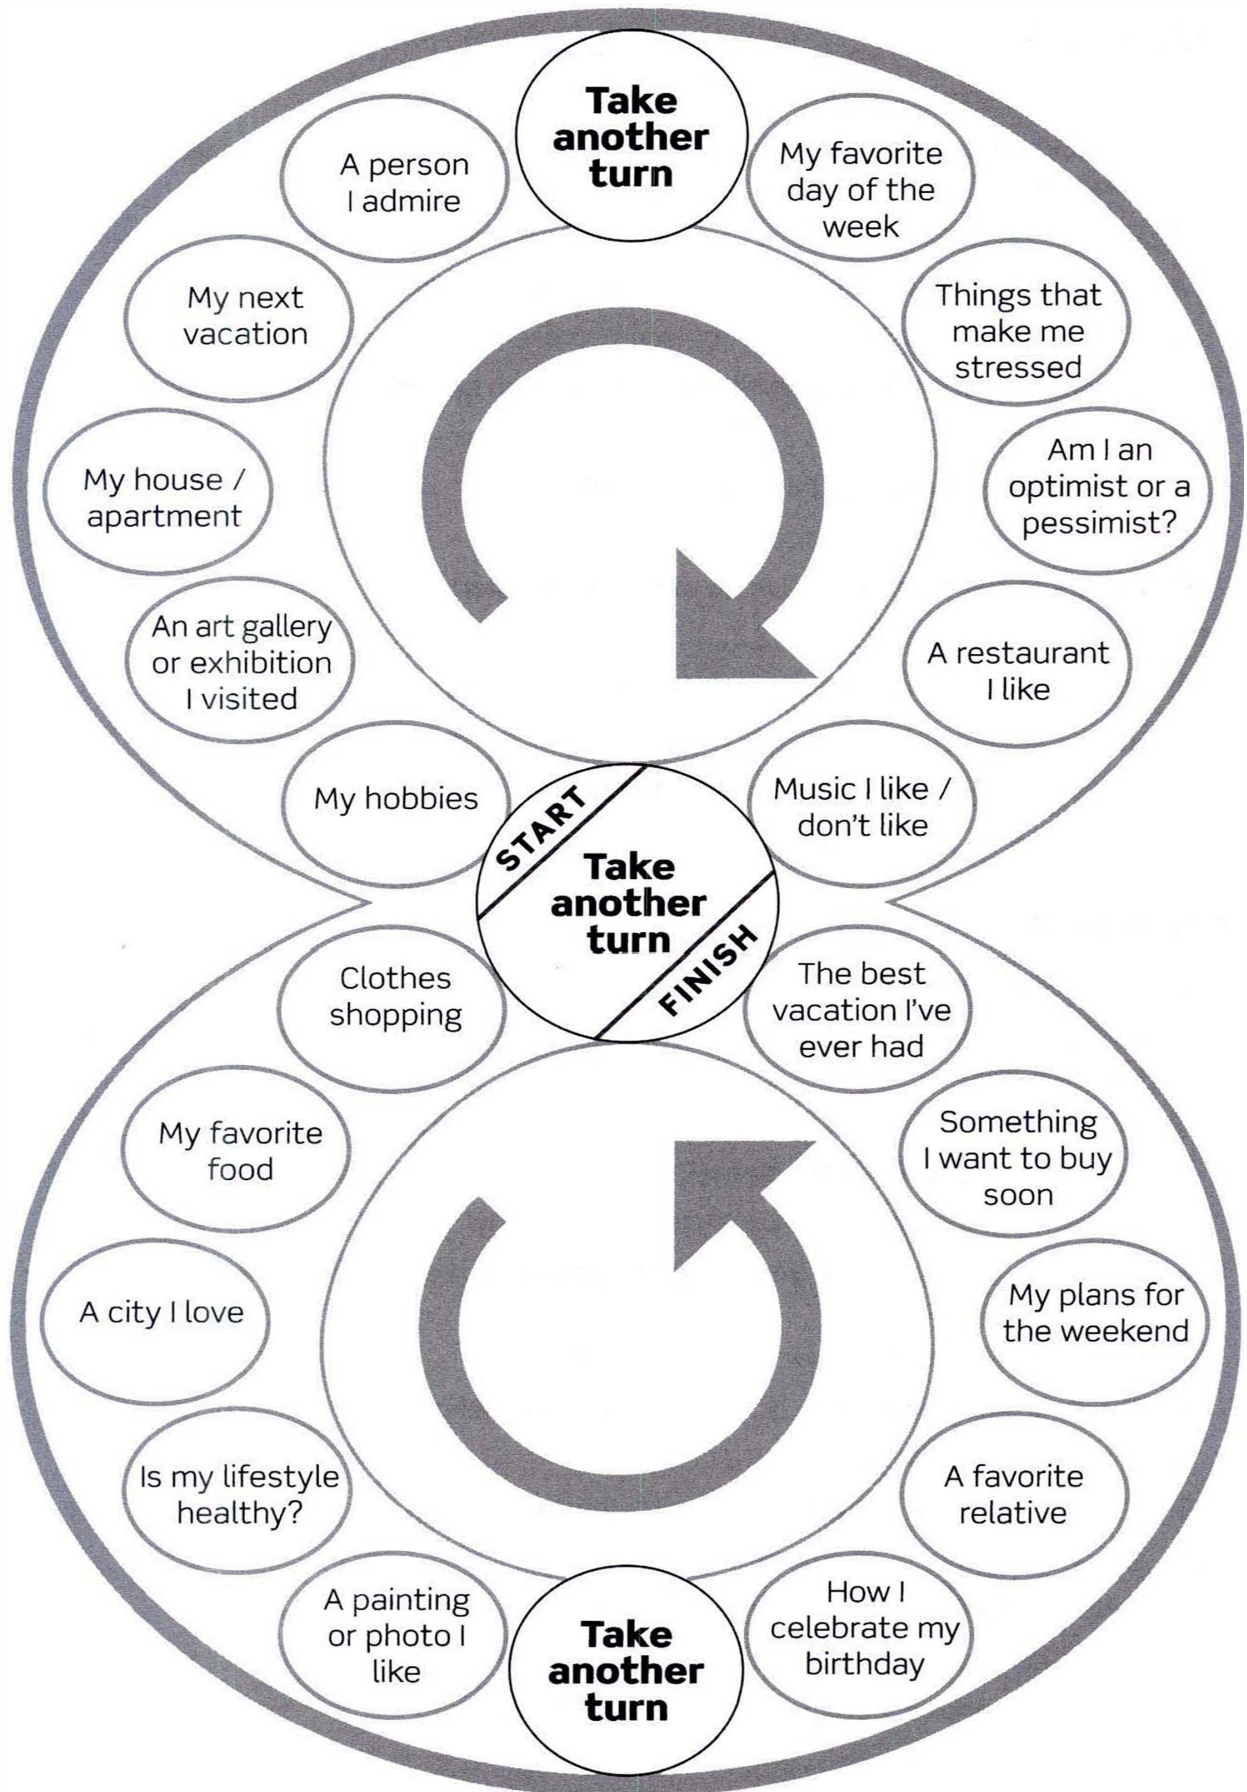 Take
another
turn
A person
I admire
My favorite
day of the
week
My next
vacation
Things that
make me
stressed
My house /
apartment
Am I an
optimist or a
pessimist?
An art gallery
or exhibition
I visited
A restaurant
I like
My hobbies
START
Take
another
turn
FINISH
Music I like /
don't like
Clothes
shopping
The best
vacation I've
ever had
My favorite
food
Something
I want to buy
soon
A city I love
My plans for
the weekend
Is my lifestyle
healthy?
A favorite
relative
A painting
or photo I
like
Take
another
turn
How I
celebrate my
birthday